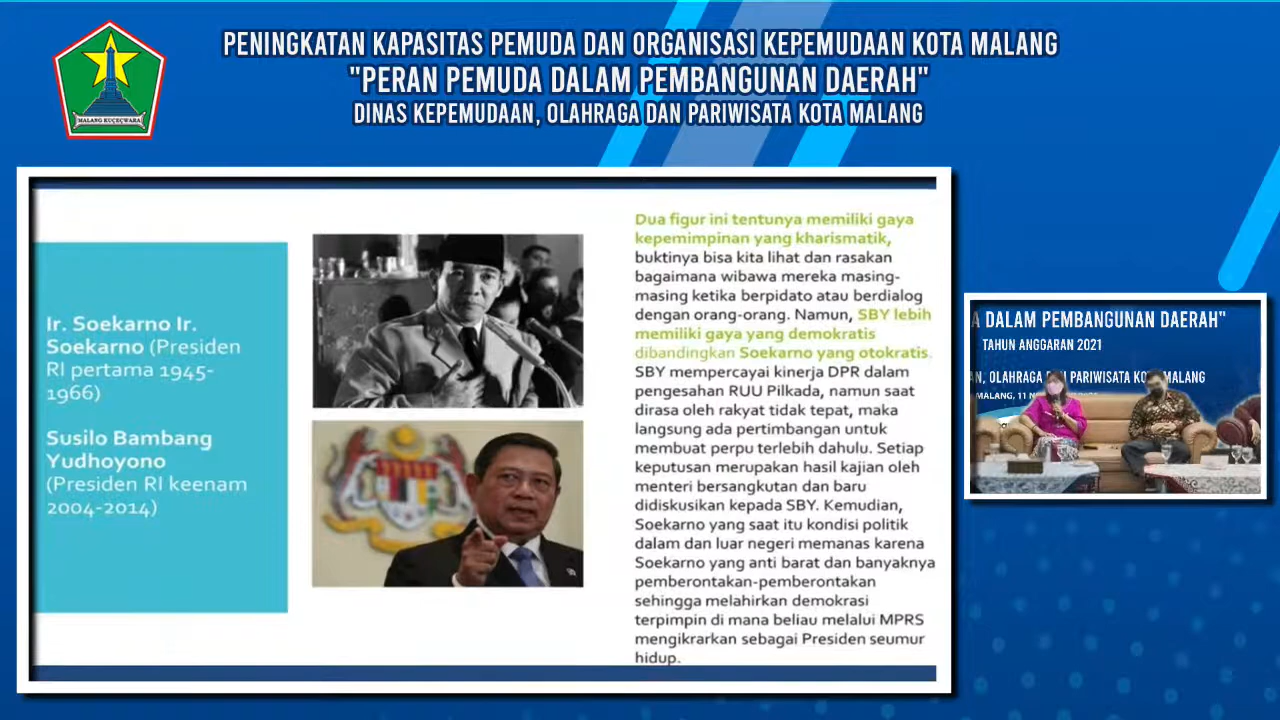 PENINGKATAN KAPASITAS PEMUDA DAN ORGANISASI KEPEMUDAAN KOTA MALANG
"PERAN PEMUDA DALAM PEMBANGUNAN DAERAH"
DINAS KEPEMUDAAN, OLAHRAGA DAN PARIWISATA KOTA MALANG
MALANG KUÇEÇWARA
Ir. Soekarno Ir.
Soekarno (Presiden
RI pertama 1945-
1966)
Susilo Bambang
Yudhoyono
(Presiden RI keenam
2004-2014)
Dua figur ini tentunya memiliki gaya
kepemimpinan yang kharismatik,
buktinya bisa kita lihat dan rasakan
bagaimana wibawa mereka masing-
masing ketika berpidato atau berdialog
dengan orang-orang. Namun, SBY lebih
memiliki gaya yang demokratis
dibandingkan Soekarno yang otokratis.
SBY mempercayai kinerja DPR dalam
pengesahan RUU Pilkada, namun saat
dirasa oleh rakyat tidak tepat, maka
langsung ada pertimbangan untuk
membuat perpu terlebih dahulu. Setiap
keputusan merupakan hasil kajian oleh
menteri bersangkutan dan baru
didiskusikan kepada SBY. Kemudian,
Soekarno yang saat itu kondisi politik
dalam dan luar negeri memanas karena
Soekarno yang anti barat dan banyaknya
pemberontakan-pemberontakan
sehingga melahirkan demokrasi
terpimpin di mana beliau melalui MPRS
mengikrarkan sebagai Presiden seumur
hidup.
A DALAM PEMBANGUNAN DAERAH"
TAHUN ANGGARAN 2021
AN, OLAHRAGA PARIWISATA KOTA MALANG
MALANG, 11